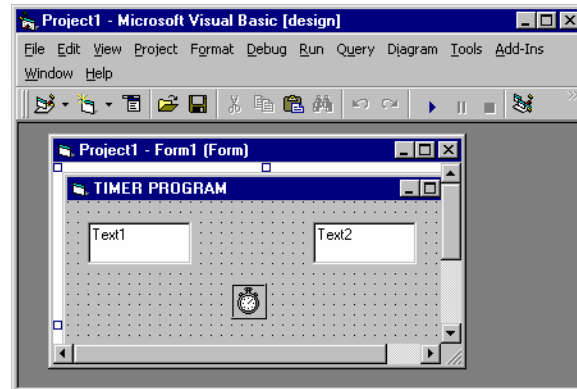 Project1 - Microsoft Visual Basic [design]
File Edit View Project Format Debug Run Query Diagram Tools Add-Ins
Window Help
Project1 - Form1 (Form)
TIMER PROGRAM
Text1 Text2